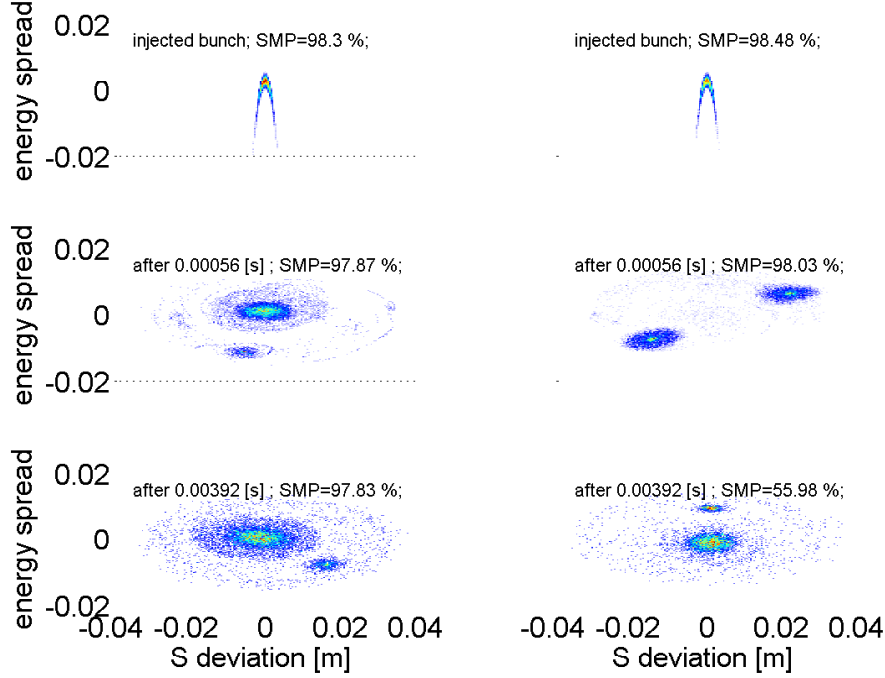 0.02
injected bunch; SMP=98.3 %;
injected bunch; SMP=98.48 %;
energy spread
0
-0.02
0.02
after 0.00056 [s] ; SMP=97.87 %;
after 0.00056 [s] ; SMP=98.03 %;
energy spread
0
-0.02
0.02
after 0.00392 [s] ; SMP=97.83 %;
after 0.00392 [s] ; SMP=55.98 %;
energy spread
0
-0.02
-0.04 -0.02 0 0.02 0.04
-0.04 -0.02 0 0.02 0.04
S deviation [m]
S deviation [m]